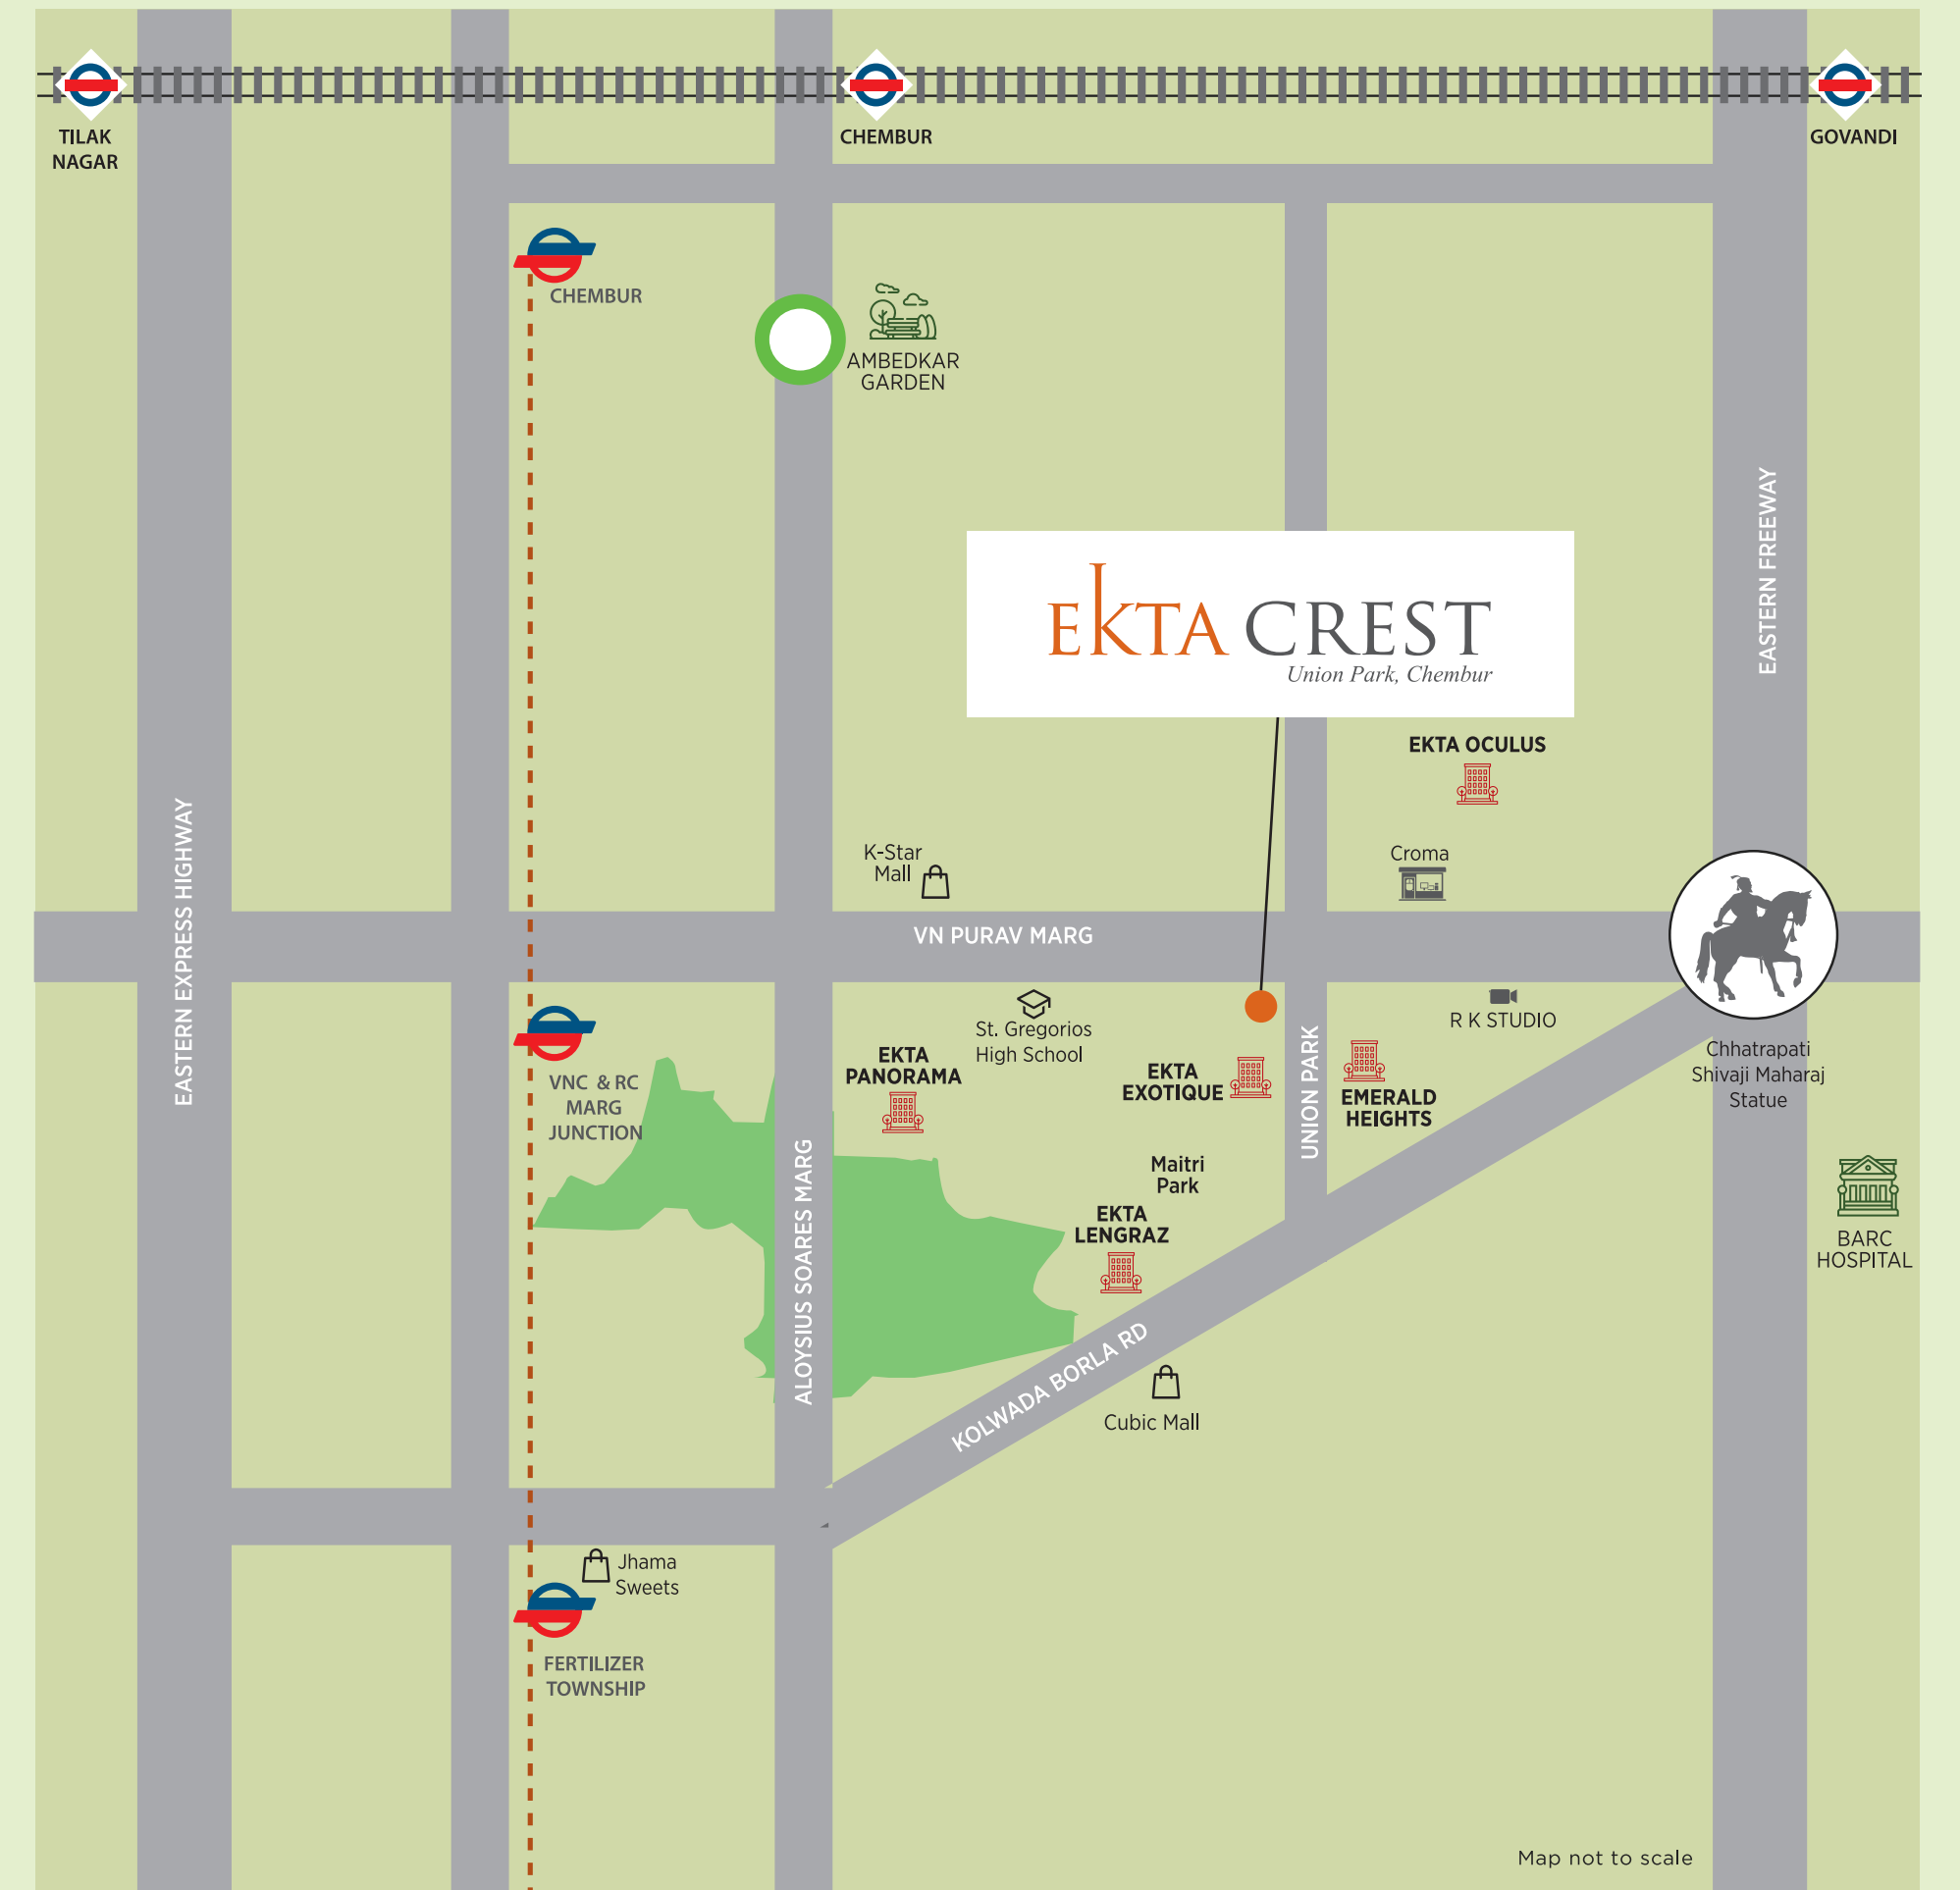 TILAK
NAGAR
CHEMBUR
GOVANDI
CHEMBUR
AMBEDKAR
GARDEN
EASTERN FREEWAY
EKTA CREST
Union Park, Chembur
EKTA OCULUS
EASTERN EXPRESS HIGHWAY
K-Star
Mall
Croma
VN PURAV MARG
St. Gregorios
High School
R K STUDIO
VNC & RC
MARG
JUNCTION
EKTA
PANORAMA
EKTA
EXOTIQUE
UNION PARK
EMERALD
HEIGHTS
Chhatrapati
Shivaji Maharaj
Statue
ALOYSIUS SOARES MARG
Maitri
Park
EKTA
LENGRAZ
BARC
HOSPITAL
KOLWADA BORLA RD
Cubic Mall
Jhama
Sweets
FERTILIZER
TOWNSHIP
Map not to scale